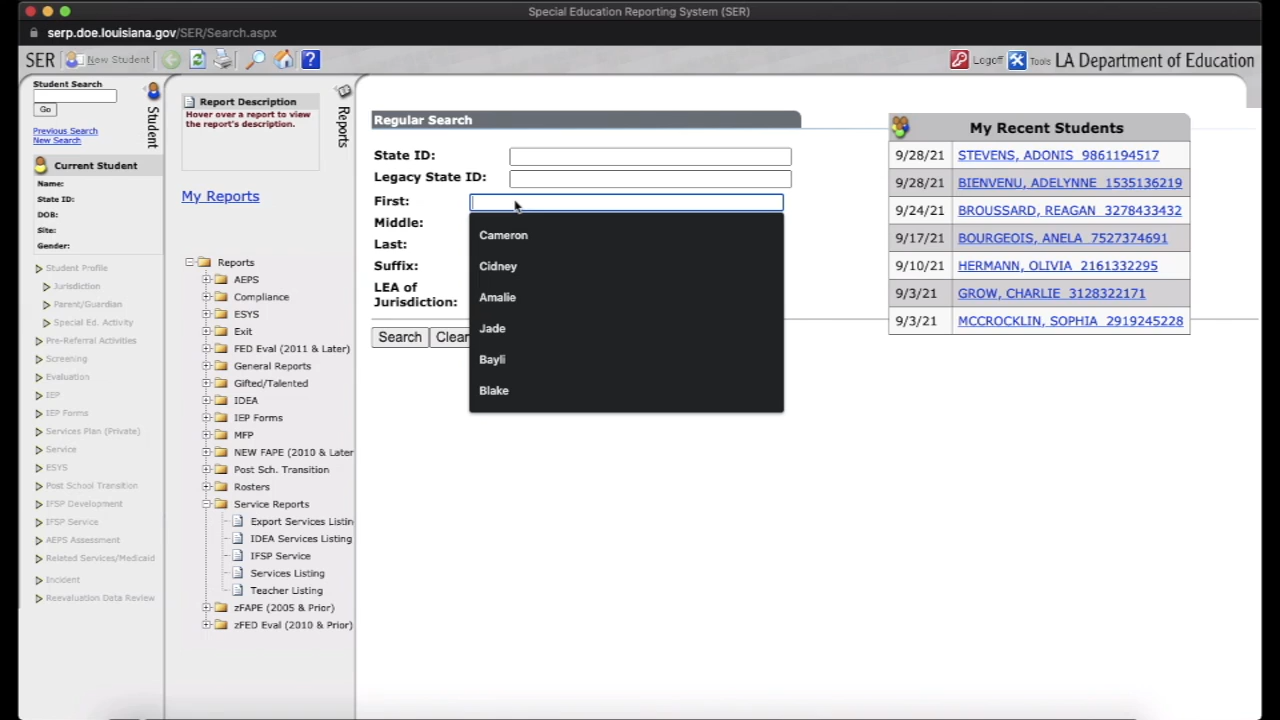 Special Education Reporting System (SER)
serp.doe.louisiana.gov/SER/Search.aspx
SER New Student ? Logoff Tools LA Department of Education
Student Search
Go
Previous Search
New Search
Student
Current Student
Name:
State ID:
DOB:
Site:
Gender:
Student Profile
Jurisdiction
Parent/Guardian
Special Ed. Activity
Pre-Referral Activities
Screening
Evaluation
IEP
IEP Forms
Services Plan (Private)
Service
ESYS
Post School Transition
IFSP Development
IFSP Service
AEPS Assessment
Related Services/Medicaid
Incident
Reevaluation Data Review
Report Description
Hover over a report to view
the report's description.
Reports
My Reports
Reports
AEPS
Compliance
ESYS
Exit
FED Eval (2011 & Later)
General Reports
Gifted/Talented
IDEA
IEP Forms
MFP
NEW FAPE (2010 & Later
Post Sch. Transition
Rosters
Service Reports
Export Services Listin
IDEA Services Listing
IFSP Service
Services Listing
Teacher Listing
zFAPE (2005 & Prior)
zFED Eval (2010 & Prior)
Regular Search
State ID:
Legacy State ID:
First:
Middle:
Last:
Suffix:
LEA of
Jurisdiction:
Search Clear
Cameron
Cidney
Amalie
Jade
Bayli
Blake
My Recent Students
9/28/21 STEVENS, ADONIS 9861194517
9/28/21 BIENVENU, ADELYNNE 1535136219
9/24/21 BROUSSARD, REAGAN 3278433432
9/17/21 BOURGEOIS, ANELA 7527374691
9/10/21 HERMANN, OLIVIA 2161332295
9/3/21 GROW, CHARLIE 3128322171
9/3/21 MCCROCKLIN, SOPHIA 2919245228